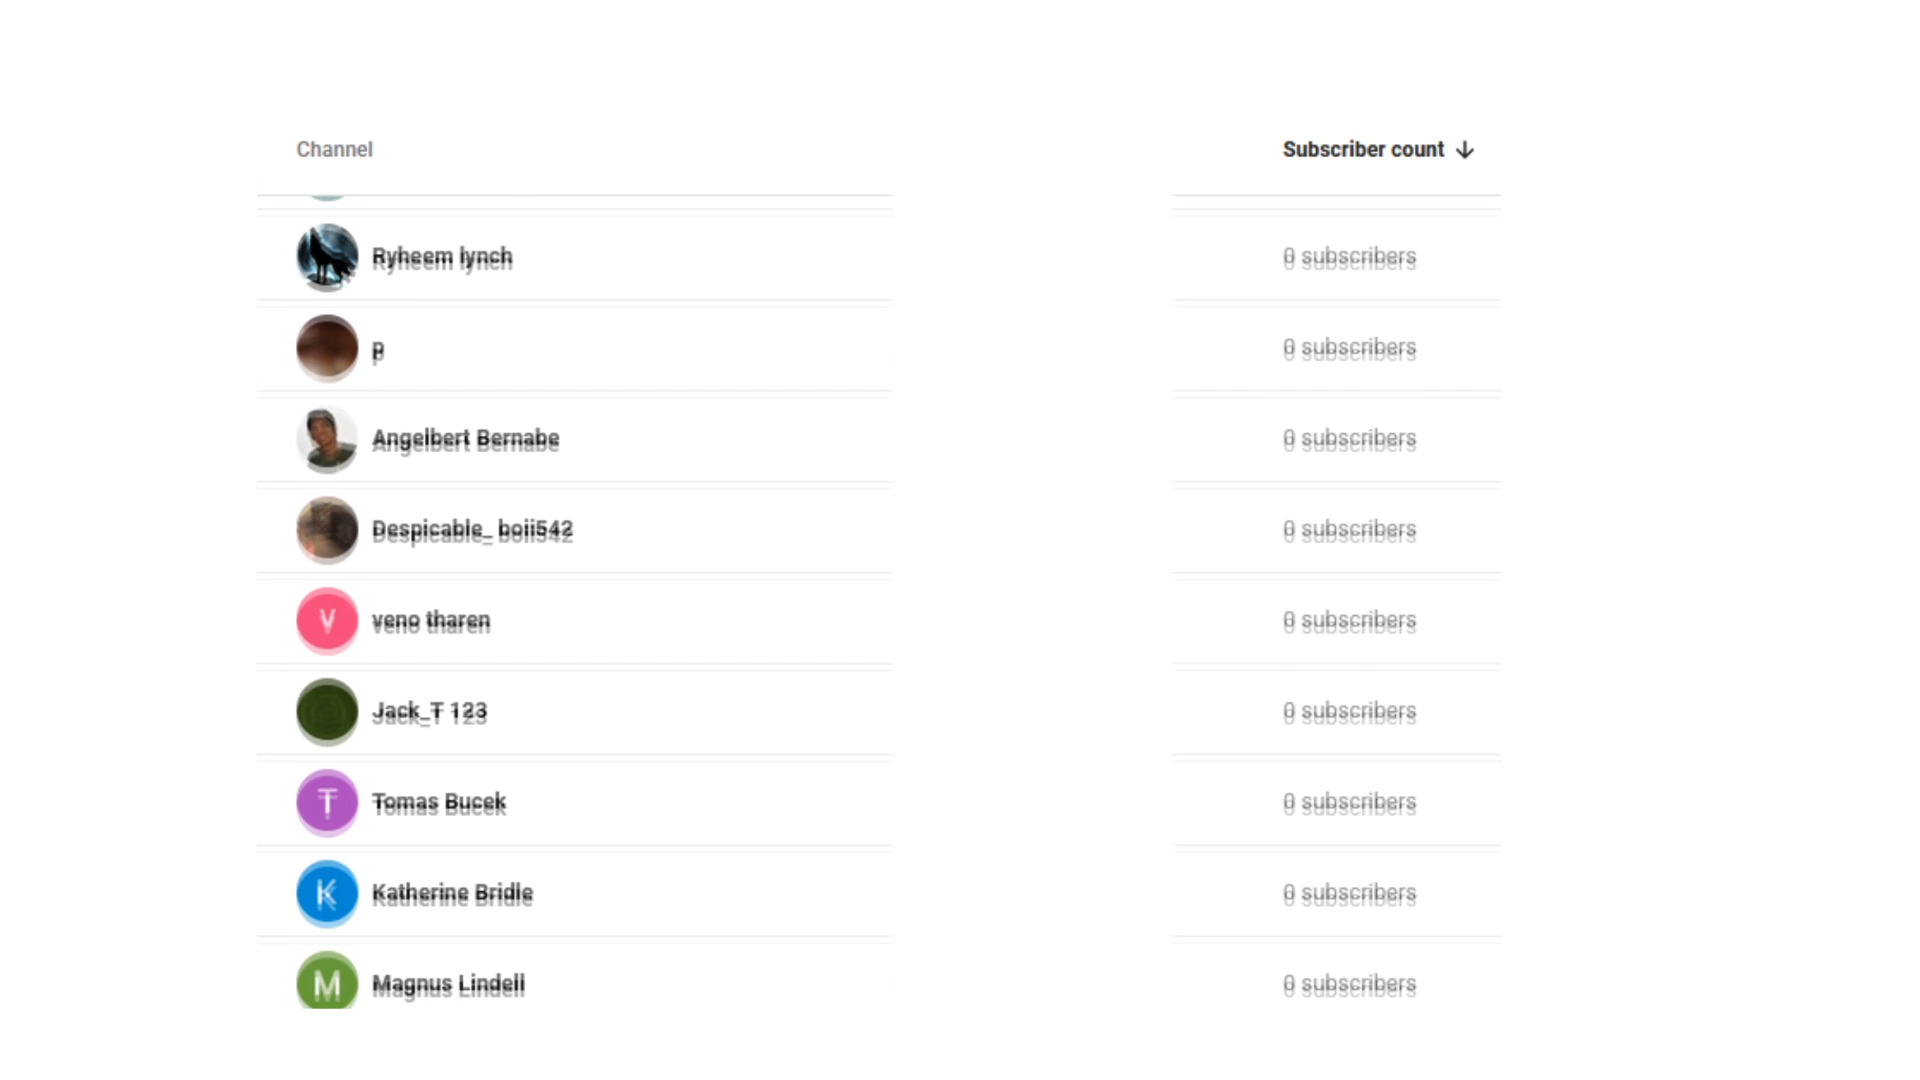 Channel Subscriber count
Ryheem lynch 0 subscribers
p 0 subscribers
Angelbert Bernabe 0 subscribers
Despicable_ boii542 0 subscribers
V veno tharen 0 subscribers
Jack_T 123 0 subscribers
T Tomas Bucek 0 subscribers
K Katherine Bridle 0 subscribers
M Magnus Lindell 0 subscribers